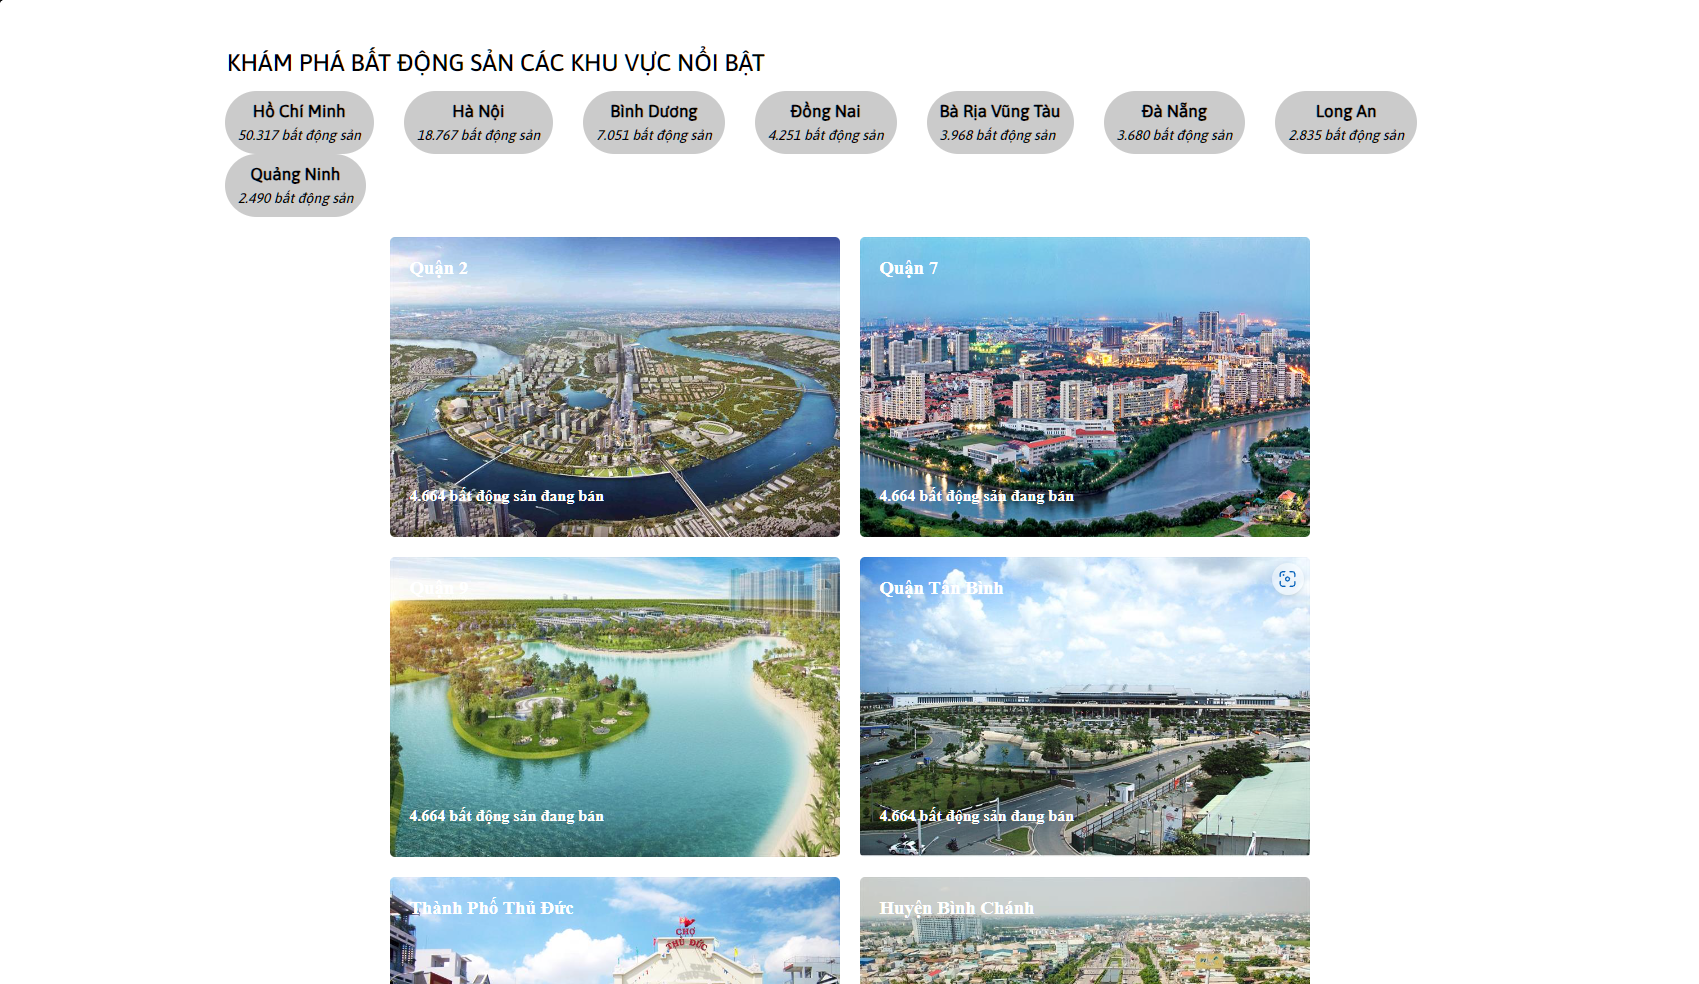 KHÁM PHÁ BẤT ĐỘNG SẢN CÁC KHU VỰC NỔI BẬT
Hồ Chí Minh
50.317 bất động sản
Hà Nội
18.767 bất động sản
Bình Dương
7.051 bất động sản
Đồng Nai
4.251 bất động sản
Bà Rịa Vũng Tàu
3.968 bất động sản
Đà Nẵng
3.680 bất động sản
Long An
2.835 bất động sản
Quảng Ninh
2.490 bất động sản
Quận 2
4.664 bất động sản đang bán
Quận 7
4.664 bất động sản đang bán
Quận 9
4.664 bất động sản đang bán
Quận Tân Bình
4.664 bất động sản đang bán
Thành Phố Thủ Đức
CHỢ
THỦ ĐỨC
Huyện Bình Chánh